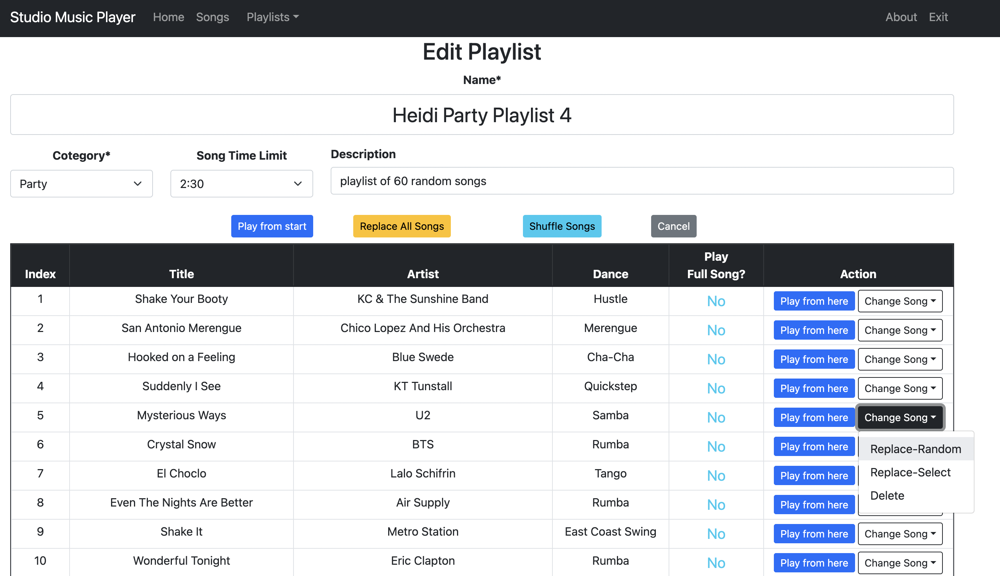 Studio Music Player Home Songs Playlists About Exit
Edit Playlist
Name*
Heidi Party Playlist 4
Cotegory* Song Time Limit Description
Party 2:30 playlist of 60 random songs
Play from start Replace All Songs Shuffle Songs Cancel
Index Title Artist Dance Play Full Song? Action
1 Shake Your Booty KC & The Sunshine Band Hustle No Play from here Change Song
2 San Antonio Merengue Chico Lopez And His Orchestra Merengue No Play from here Change Song
3 Hooked on a Feeling Blue Swede Cha-Cha No Play from here Change Song
4 Suddenly I See KT Tunstall Quickstep No Play from here Change Song
5 Mysterious Ways U2 Samba No Play from here Change Song
6 Crystal Snow BTS Rumba No Play from here Replace-Random
7 El Choclo Lalo Schifrin Tango No Play from here Replace-Select
8 Even The Nights Are Better Air Supply Rumba No Play from here Delete
9 Shake It Metro Station East Coast Swing No Play from here Change Song
10 Wonderful Tonight Eric Clapton Rumba No Play from here Change Song